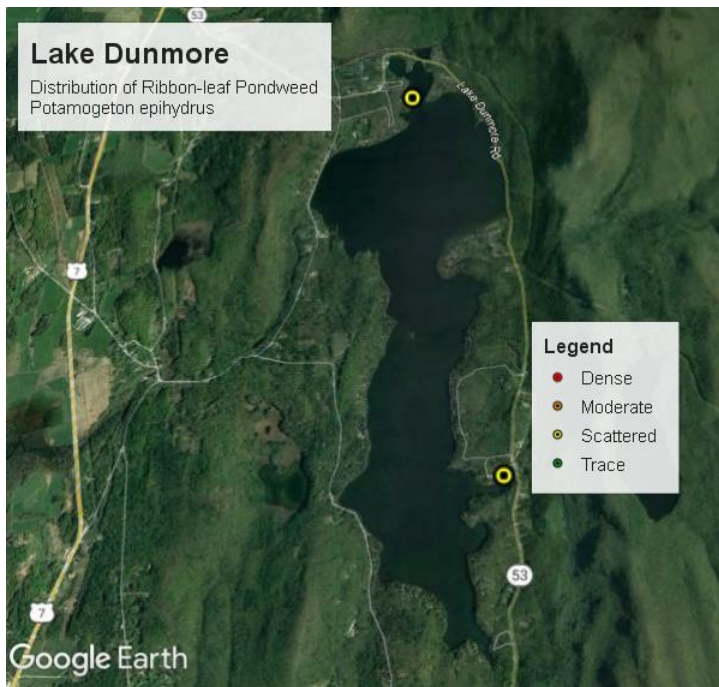 53
Lake Dunmore
Distribution of Ribbon-leaf Pondweed
Potamogeton epihydrus
Lake Dunmore Rd
7
Legend
Dense
Moderate
Scattered
Trace
53
7
Google Earth